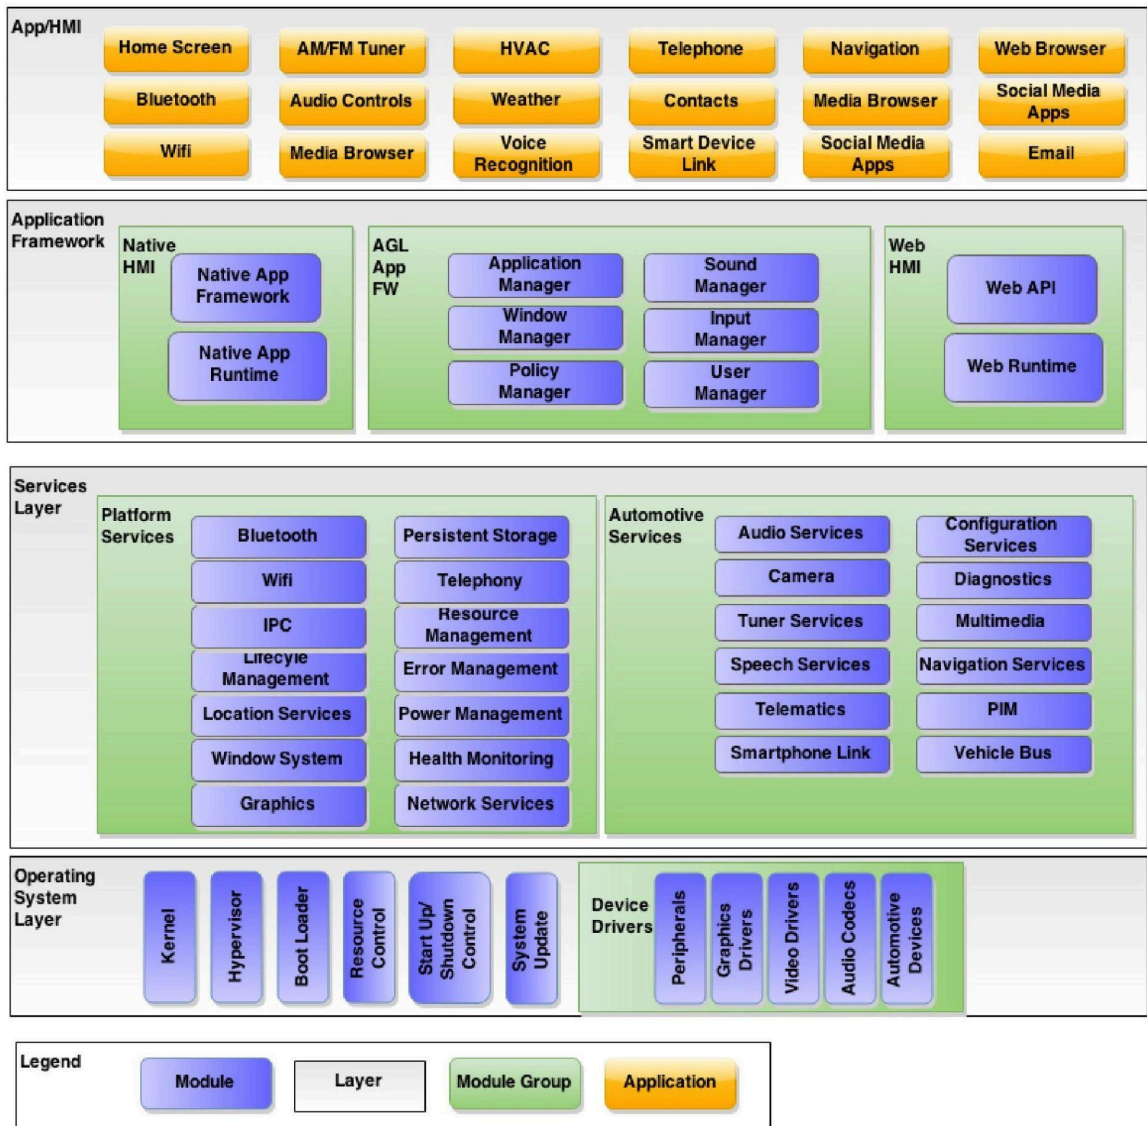 App/HMI
Home Screen
AM/FM Tuner
HVAC
Telephone
Navigation
Web Browser
Bluetooth
Audio Controls
Weather
Contacts
Media Browser
Social Media
Apps
Wifi
Media Browser
Voice
Recognition
Smart Device
Link
Social Media
Apps
Email
Application
Framework
Native
HMI
Native App
Framework
Native App
Runtime
AGL
App
FW
Application
Manager
Sound
Manager
Window
Manager
Input
Manager
Policy
Manager
User
Manager
Web
HMI
Web API
Web Runtime
Services
Layer
Platform
Services
Bluetooth
Persistent Storage
Wifi
Telephony
IPC
Resource
Management
Lifecyle
Management
Error Management
Location Services
Power Management
Window System
Health Monitoring
Graphics
Network Services
Automotive
Services
Audio Services
Configuration
Services
Camera
Diagnostics
Tuner Services
Multimedia
Speech Services
Navigation Services
Telematics
PIM
Smartphone Link
Vehicle Bus
Operating
System
Layer
Kernel
Hypervisor
Boot Loader
Resource
Control
Start Up/
Shutdown
Control
System
Update
Device
Drivers
Peripherals
Graphics
Drivers
Video Drivers
Audio Codecs
Automotive
Devices
Legend
Module
Layer
Module Group
Application